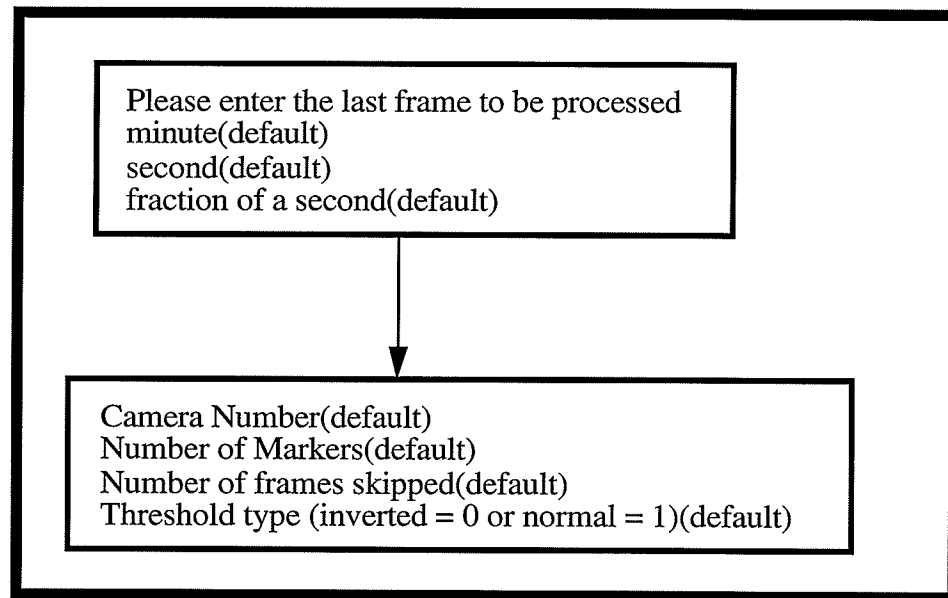 Please enter the last frame to be processed
minute(default)
second(default)
fraction of a second(default)
Camera Number(default)
Number of Markers(default)
Number of frames skipped(default)
Threshold type (inverted = 0 or normal = 1)(default)